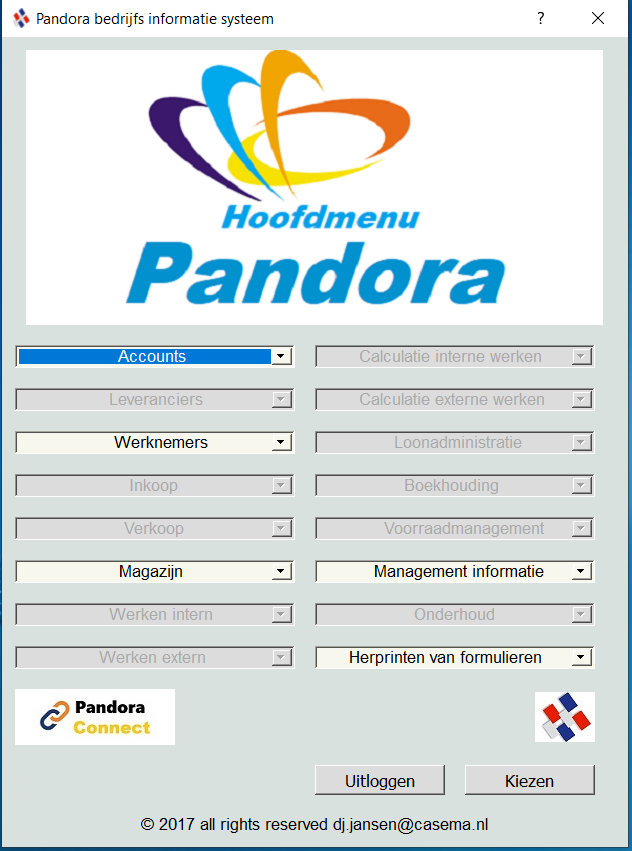 Pandora bedrijfs informatie systeem
Hoofdmenu
Pandora
Accounts
Calculatie interne werken
Leveranciers
Calculatie externe werken
Werknemers
Loonadministratie
Inkoop
Boekhouding
Verkoop
Voorraadmanagement
Magazijn
Management informatie
Werken intern
Onderhoud
Werken extern
Herprinten van formulieren
Pandora
Connect
Uitloggen
Kiezen
© 2017 all rights reserved dj.jansen@casema.nl